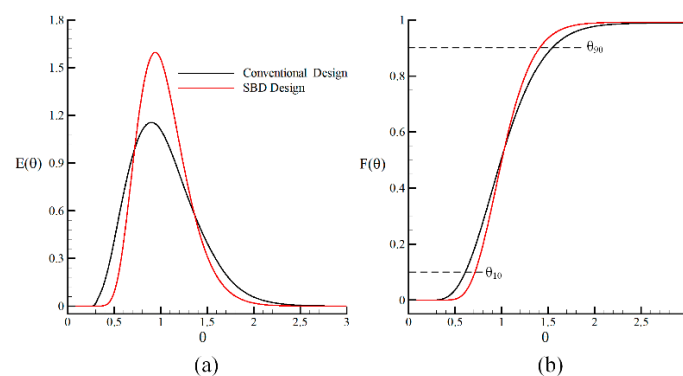 1.8
1.5
1.2
0.9
0.6
0.3
0
E(θ)
Conventional Design
SBD Design
0
0.5
1
1.5
2
2.5
3
θ
(a)
1
0.8
0.6
0.4
0.2
0
F(θ)
θ90
θ10
0
0.5
1
1.5
2
2.5
θ
(b)